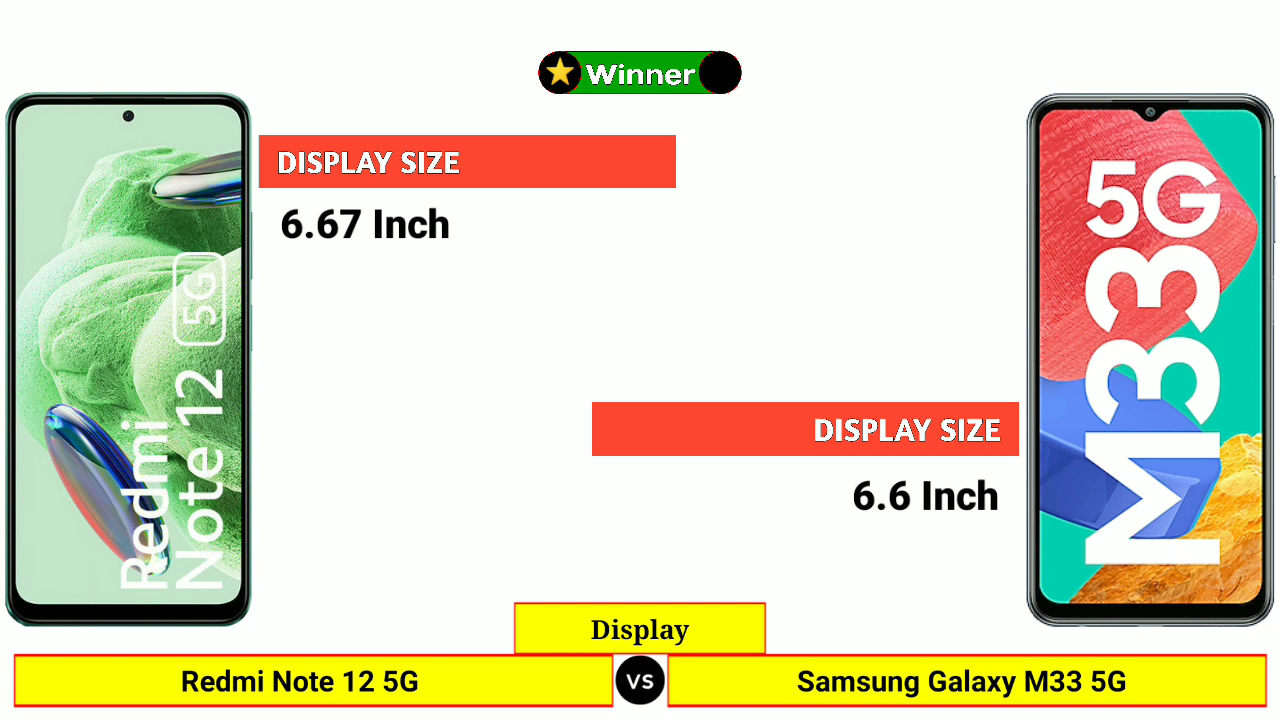 Winner
DISPLAY SIZE
6.67 Inch
Redmi
Note 12 5G
DISPLAY SIZE
6.6 Inch
M33 5G
Display
Redmi Note 12 5G
VS
Samsung Galaxy M33 5G